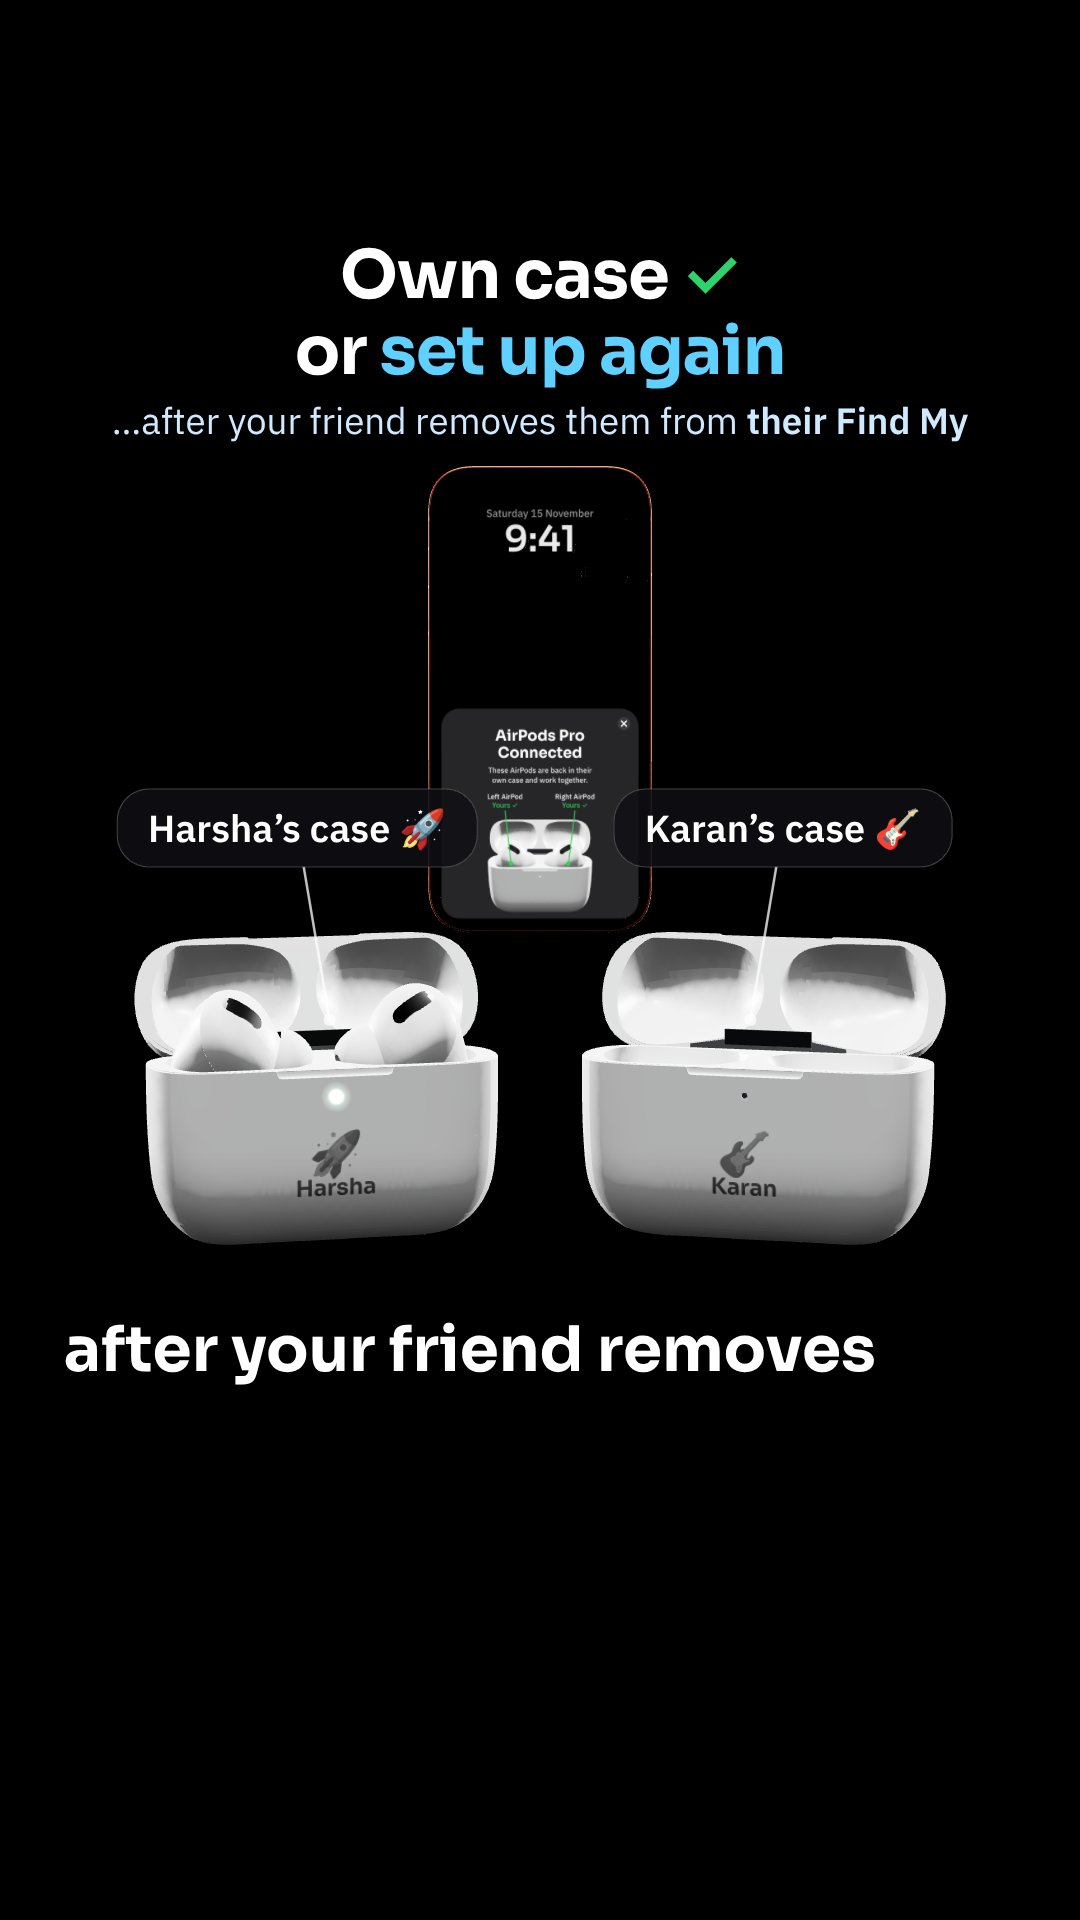 Own case ✓
or set up again
...after your friend removes them from their Find My
Saturday 15 November
9:41
AirPods Pro
Connected
These AirPods are back in their
own case and work together.
Left AirPod Right AirPod
Yours ✓ Yours ✓
Harsha’s case 🚀 Karan’s case 🎸
Harsha Karan
after your friend removes